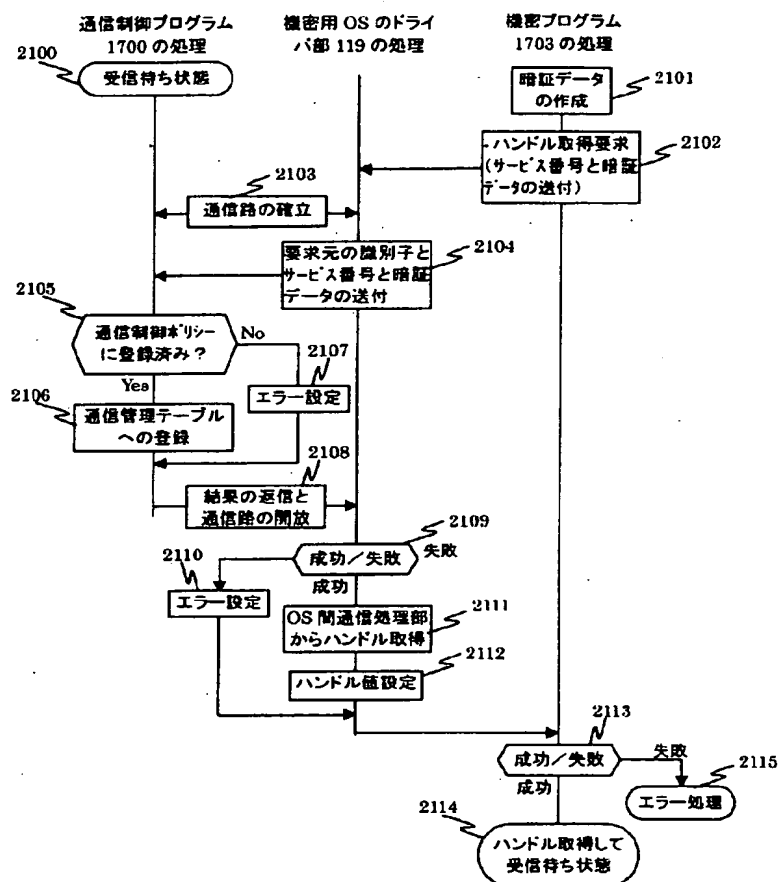 通信制御プログラム
1700 の処理
機密用 OS のドライ
バ部 119 の処理
機密プログラム
1703 の処理
2100
受信待ち状態
2101
暗証データ
の作成
2102
ハンドル取得要求
(サービス番号と暗証
データの送付)
2103
通信路の確立
2104
要求元の識別子と
サービス番号と暗証
データの送付
2105
通信制御ポリシー
に登録済み?
No
Yes
2107
エラー設定
2106
通信管理テーブル
への登録
2108
結果の返信と
通信路の開放
2109
成功/失敗
失敗
成功
2110
エラー設定
2111
OS 間通信処理部
からハンドル取得
2112
ハンドル値設定
2113
成功/失敗
失敗
成功
2115
エラー処理
2114
ハンドル取得して
受信待ち状態